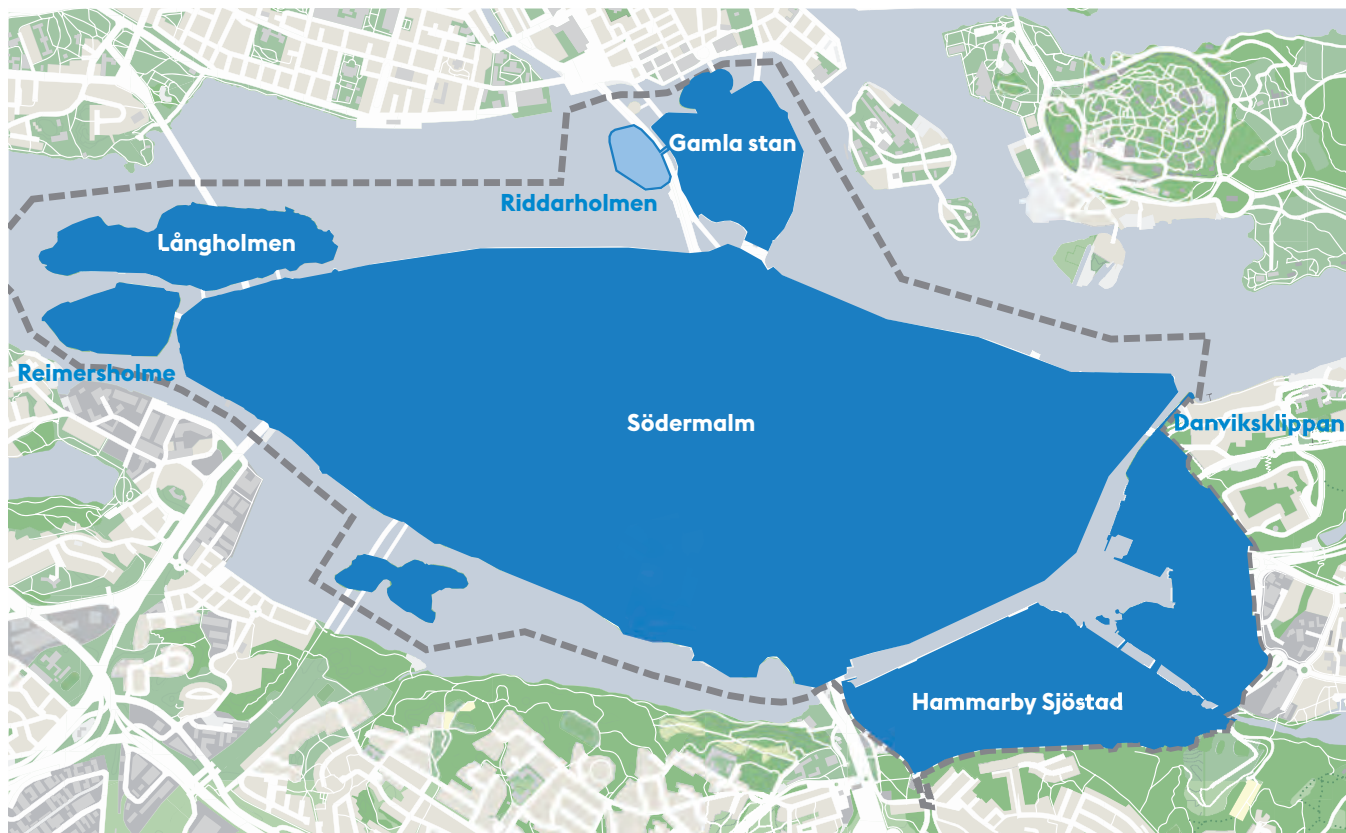 Gamla stan
Riddarholmen
Långholmen
Reimersholme
Södermalm
Danviksklippan
Hammarby Sjöstad